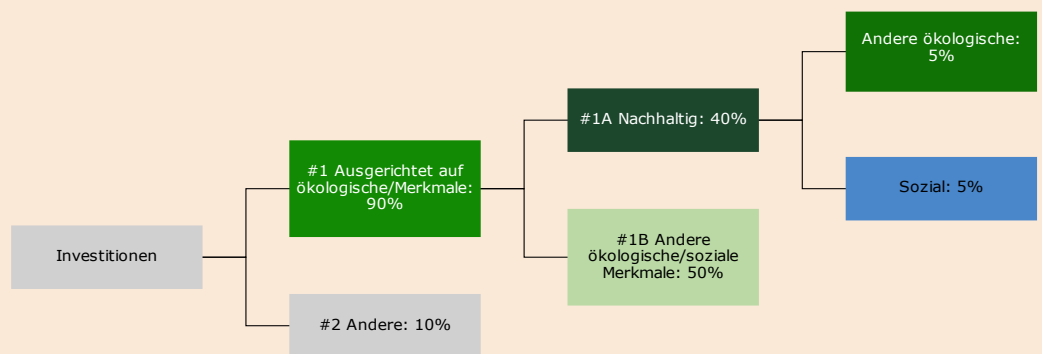 Investitionen
#1 Ausgerichtet auf
ökologische/Merkmale:
90%
#2 Andere: 10%
#1A Nachhaltig: 40%
#1B Andere
ökologische/soziale
Merkmale: 50%
Andere ökologische:
5%
Sozial: 5%